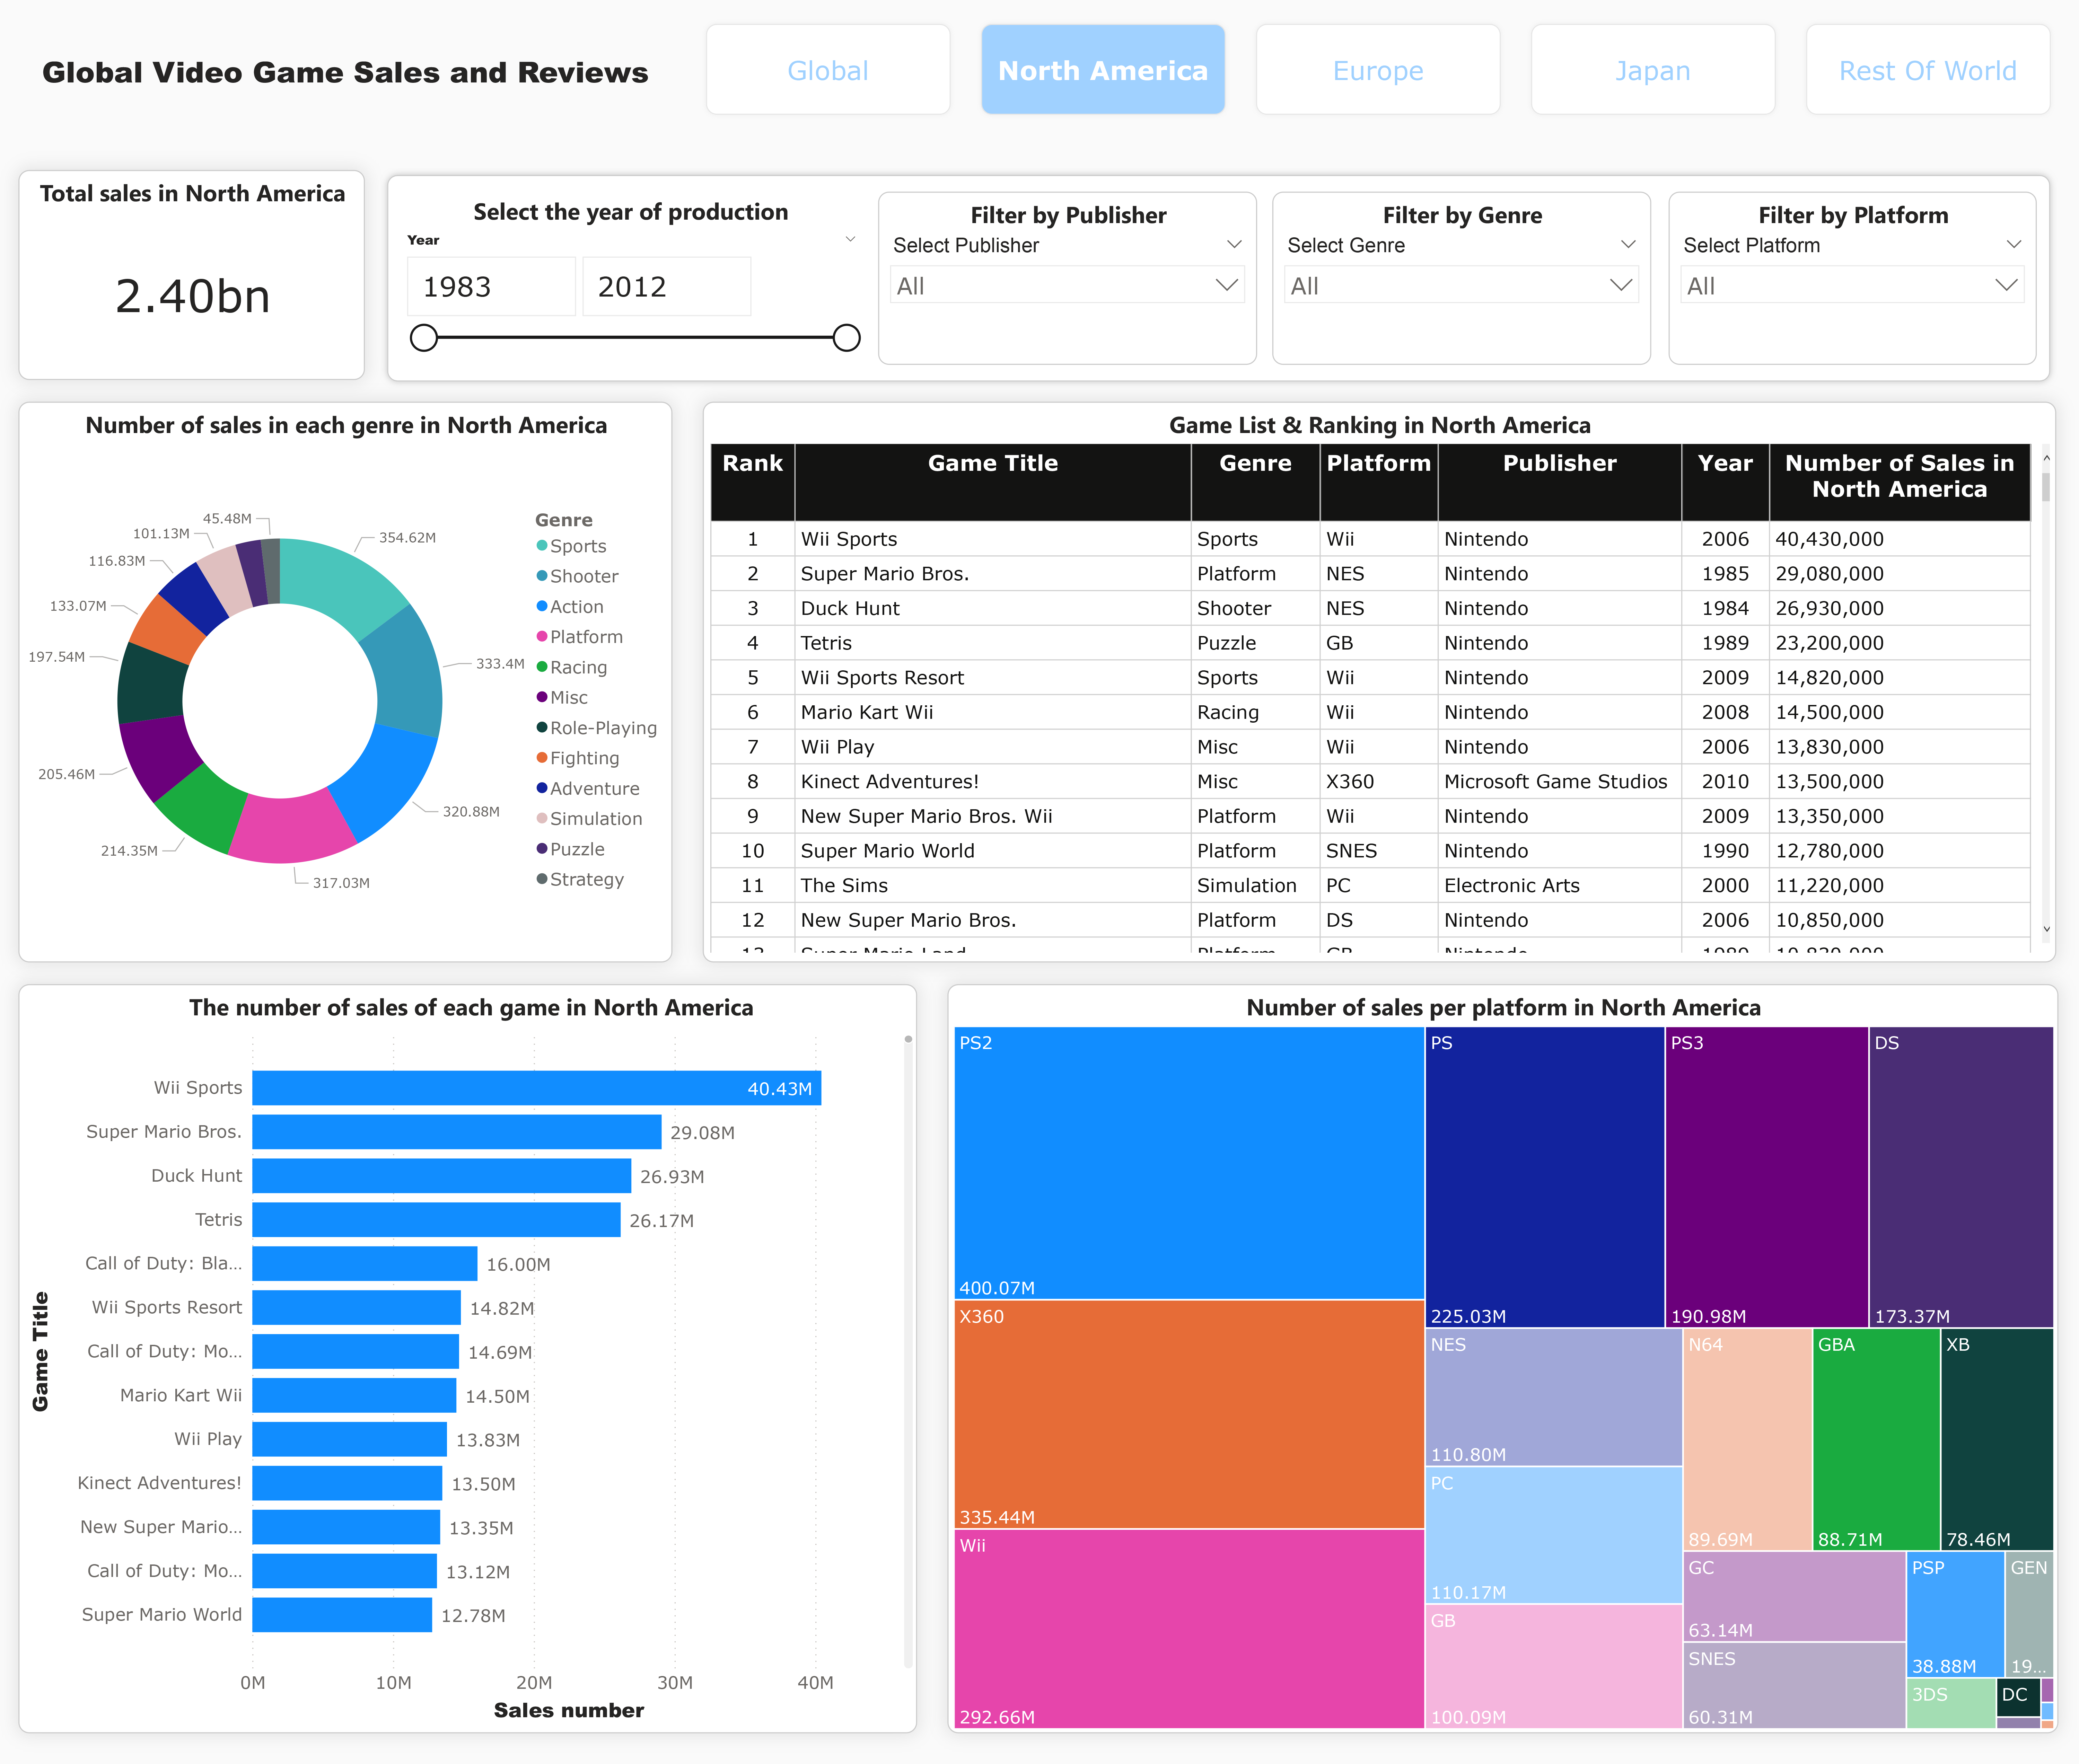 Global Video Game Sales and Reviews
Global
North America
Europe
Japan
Rest Of World
Total sales in North America
2.40bn
Select the year of production
Year
1983
2012
Filter by Publisher
Select Publisher
All
Filter by Genre
Select Genre
All
Filter by Platform
Select Platform
All
Number of sales in each genre in North America
354.62M
333.4M
320.88M
317.03M
214.35M
205.46M
197.54M
133.07M
116.83M
101.13M
45.48M
Genre
Sports
Shooter
Action
Platform
Racing
Misc
Role-Playing
Fighting
Adventure
Simulation
Puzzle
Strategy
Game List & Ranking in North America
Rank Game Title Genre Platform Publisher Year Number of Sales in
North America
1 Wii Sports Sports Wii Nintendo 2006 40,430,000
2 Super Mario Bros. Platform NES Nintendo 1985 29,080,000
3 Duck Hunt Shooter NES Nintendo 1984 26,930,000
4 Tetris Puzzle GB Nintendo 1989 23,200,000
5 Wii Sports Resort Sports Wii Nintendo 2009 14,820,000
6 Mario Kart Wii Racing Wii Nintendo 2008 14,500,000
7 Wii Play Misc Wii Nintendo 2006 13,830,000
8 Kinect Adventures! Misc X360 Microsoft Game Studios 2010 13,500,000
9 New Super Mario Bros. Wii Platform Wii Nintendo 2009 13,350,000
10 Super Mario World Platform SNES Nintendo 1990 12,780,000
11 The Sims Simulation PC Electronic Arts 2000 11,220,000
12 New Super Mario Bros. Platform DS Nintendo 2006 10,850,000
The number of sales of each game in North America
Game Title
Wii Sports 40.43M
Super Mario Bros. 29.08M
Duck Hunt 26.93M
Tetris 26.17M
Call of Duty: Bla... 16.00M
Wii Sports Resort 14.82M
Call of Duty: Mo... 14.69M
Mario Kart Wii 14.50M
Wii Play 13.83M
Kinect Adventures! 13.50M
New Super Mario... 13.35M
Call of Duty: Mo... 13.12M
Super Mario World 12.78M
0M 10M 20M 30M 40M
Sales number
Number of sales per platform in North America
PS2
400.07M
X360
335.44M
Wii
292.66M
PS
225.03M
PS3
190.98M
DS
173.37M
NES
110.80M
PC
110.17M
GB
100.09M
N64
89.69M
GBA
88.71M
XB
78.46M
GC
63.14M
SNES
60.31M
PSP
38.88M
GEN
19...
3DS
DC